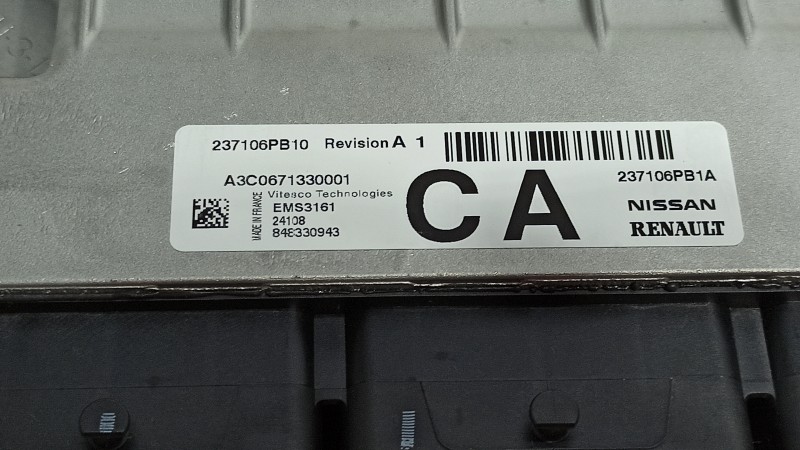 237106PB10 Revision A 1
237106PB1A
A3C0671330001
Vitesco Technologies
MADE IN FRANCE
EMS3161
24108
848330943
CA
NISSAN
RENAULT